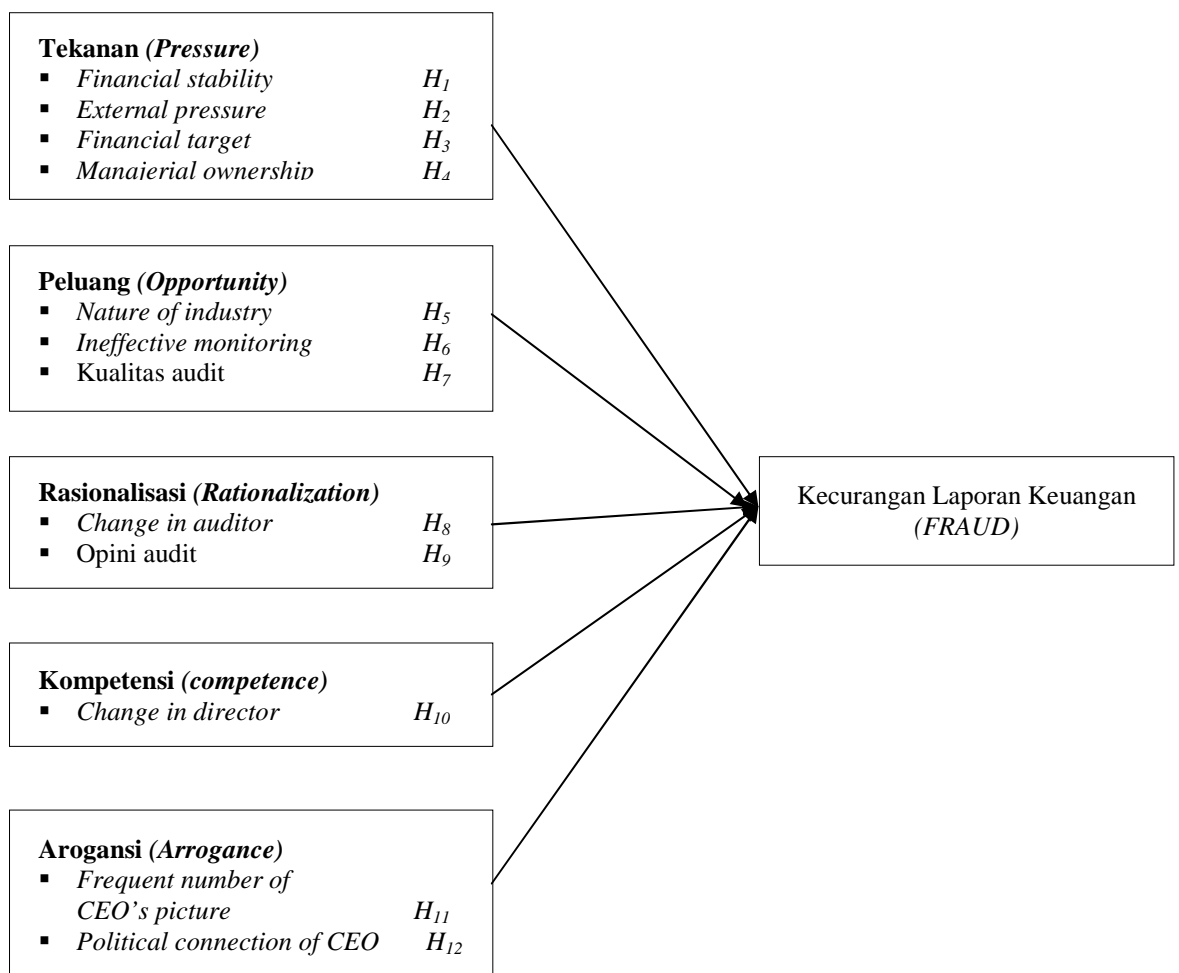 Tekanan (Pressure)
▪ Financial stability H1
▪ External pressure H2
▪ Financial target H3
▪ Manajerial ownership H4
Peluang (Opportunity)
▪ Nature of industry H5
▪ Ineffective monitoring H6
▪ Kualitas audit H7
Rasionalisasi (Rationalization)
▪ Change in auditor H8
▪ Opini audit H9
Kecurangan Laporan Keuangan
(FRAUD)
Kompetensi (competence)
▪ Change in director H10
Arogansi (Arrogance)
▪ Frequent number of
CEO’s picture H11
▪ Political connection of CEO H12